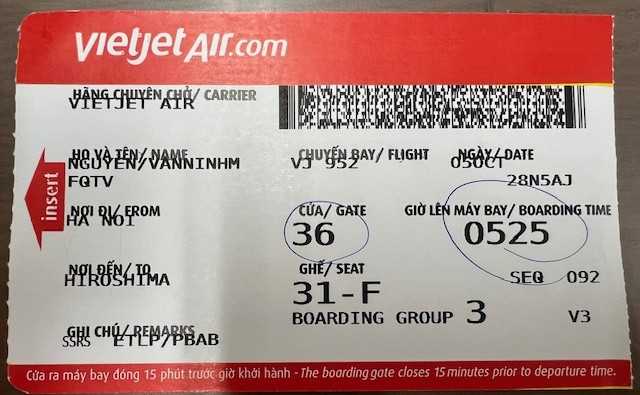 vietjetAir.com
HÃNG CHUYÊN CHỞ/ CARRIER
VIETJET AIR
HỌ VÀ TÊN/ NAME CHUYẾN BAY/ FLIGHT NGÀY/ DATE
NGUYEN/VANNINHM VJ 952 05OCT
FQTV 28N5AJ
insert
NƠI ĐI/ FROM CỬA/ GATE GIỜ LÊN MÁY BAY/ BOARDING TIME
HA NOI 36 0525
NƠI ĐẾN/ TO GHẾ/ SEAT SEQ 092
HIROSHIMA 31-F
BOARDING GROUP 3 V3
GHI CHÚ/ REMARKS
SSRS ETLP/PBAB
Cửa ra máy bay đóng 15 phút trước giờ khởi hành - The boarding gate closes 15 minutes prior to departure time.